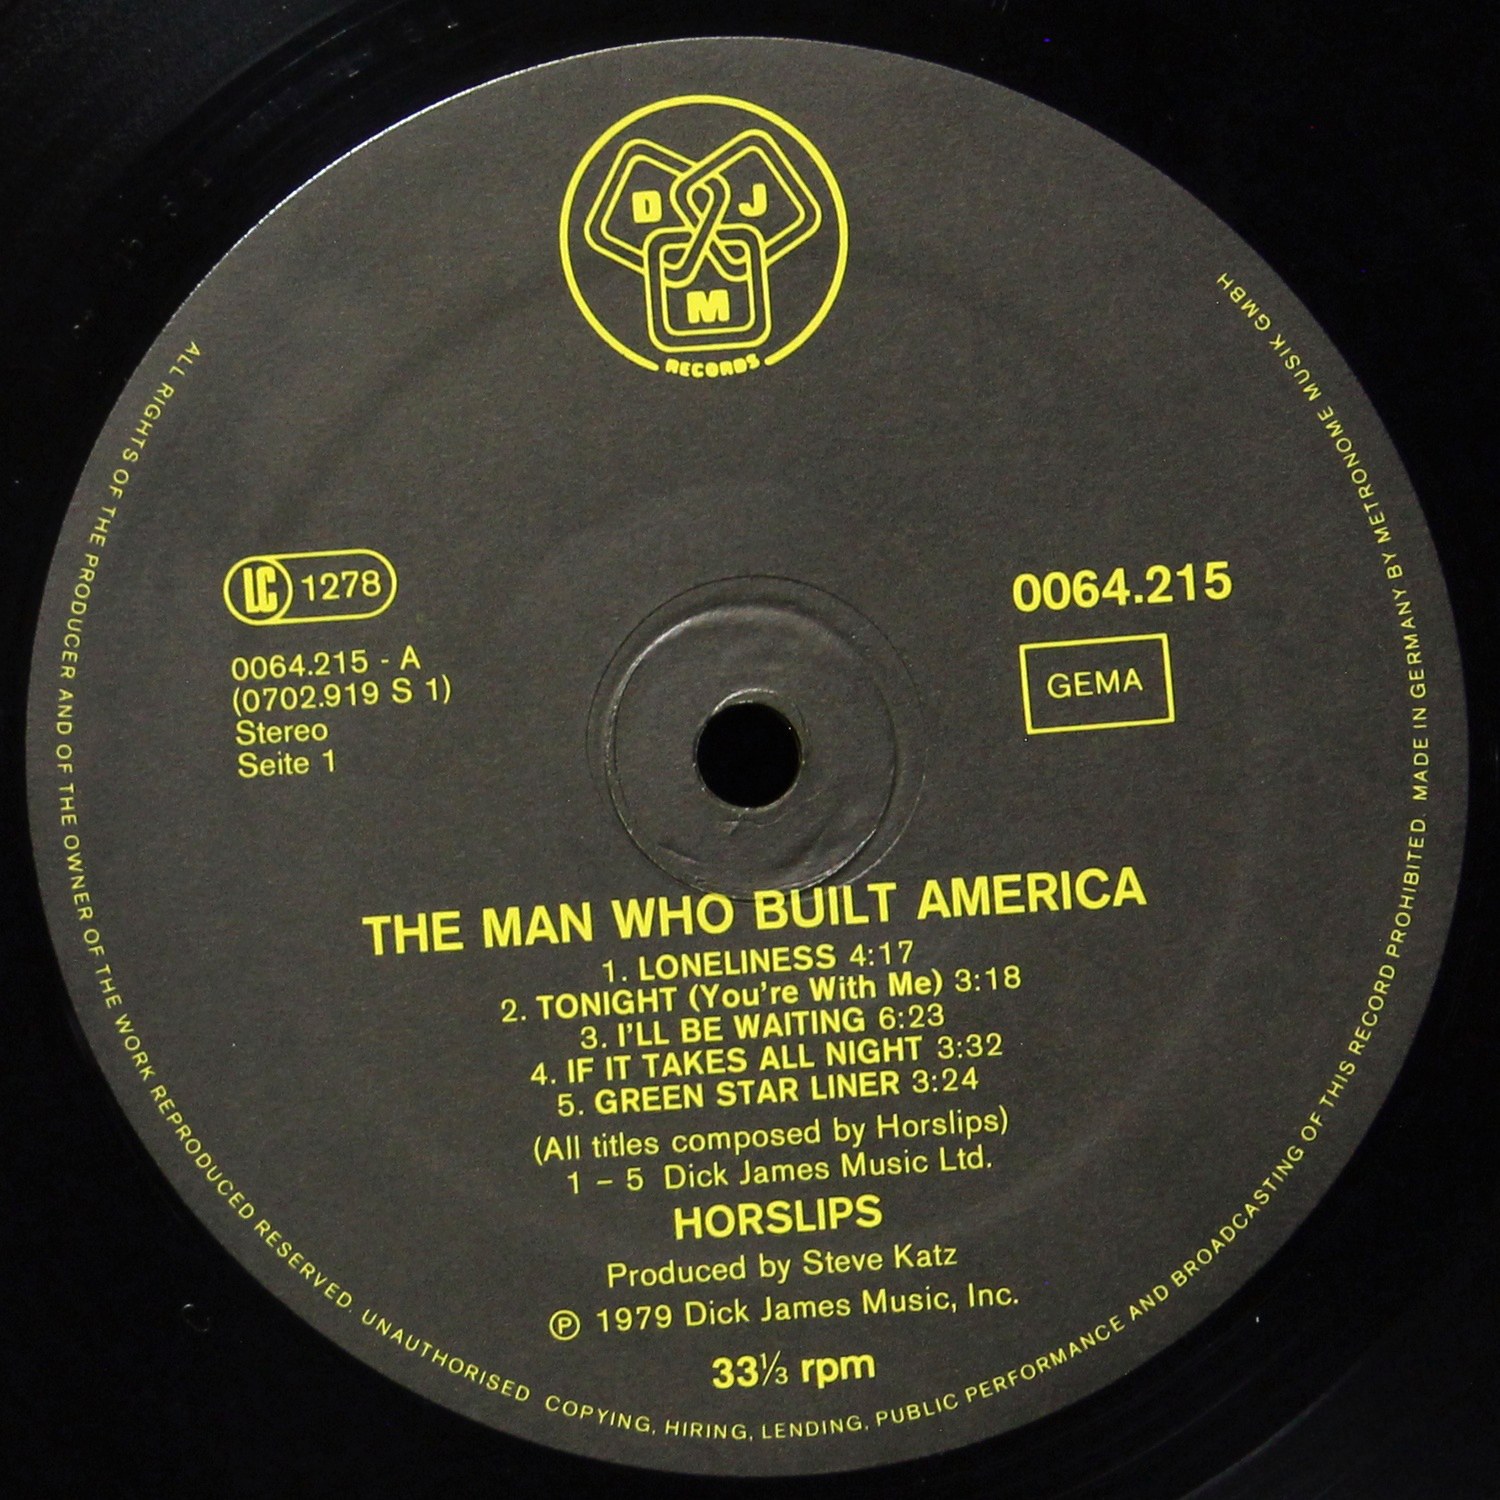 D J
M
RECORDS
LC 1278
0064.215 - A
(0702.919 S 1)
Stereo
Seite 1
0064.215
GEMA
THE MAN WHO BUILT AMERICA
1. LONELINESS 4:17
2. TONIGHT (You're With Me) 3:18
3. I'LL BE WAITING 6:23
4. IF IT TAKES ALL NIGHT 3:32
5. GREEN STAR LINER 3:24
(All titles composed by Horslips)
1 – 5 Dick James Music Ltd.
HORSLIPS
Produced by Steve Katz
Ⓟ 1979 Dick James Music, Inc.
33⅓ rpm
ALL RIGHTS OF THE PRODUCER AND OF THE OWNER OF THE WORK REPRODUCED RESERVED. UNAUTHORISED COPYING, HIRING, LENDING, PUBLIC PERFORMANCE AND BROADCASTING OF THIS RECORD PROHIBITED. MADE IN GERMANY BY METRONOME MUSIK GMBH